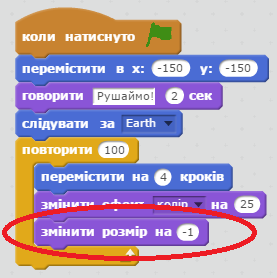 коли натиснуто
перемістити в x: -150 y: -150
говорити Рушаймо! 2 сек
слідувати за Earth
повторити 100
перемістити на 4 кроків
змінити ефект колір на 25
змінити розмір на -1